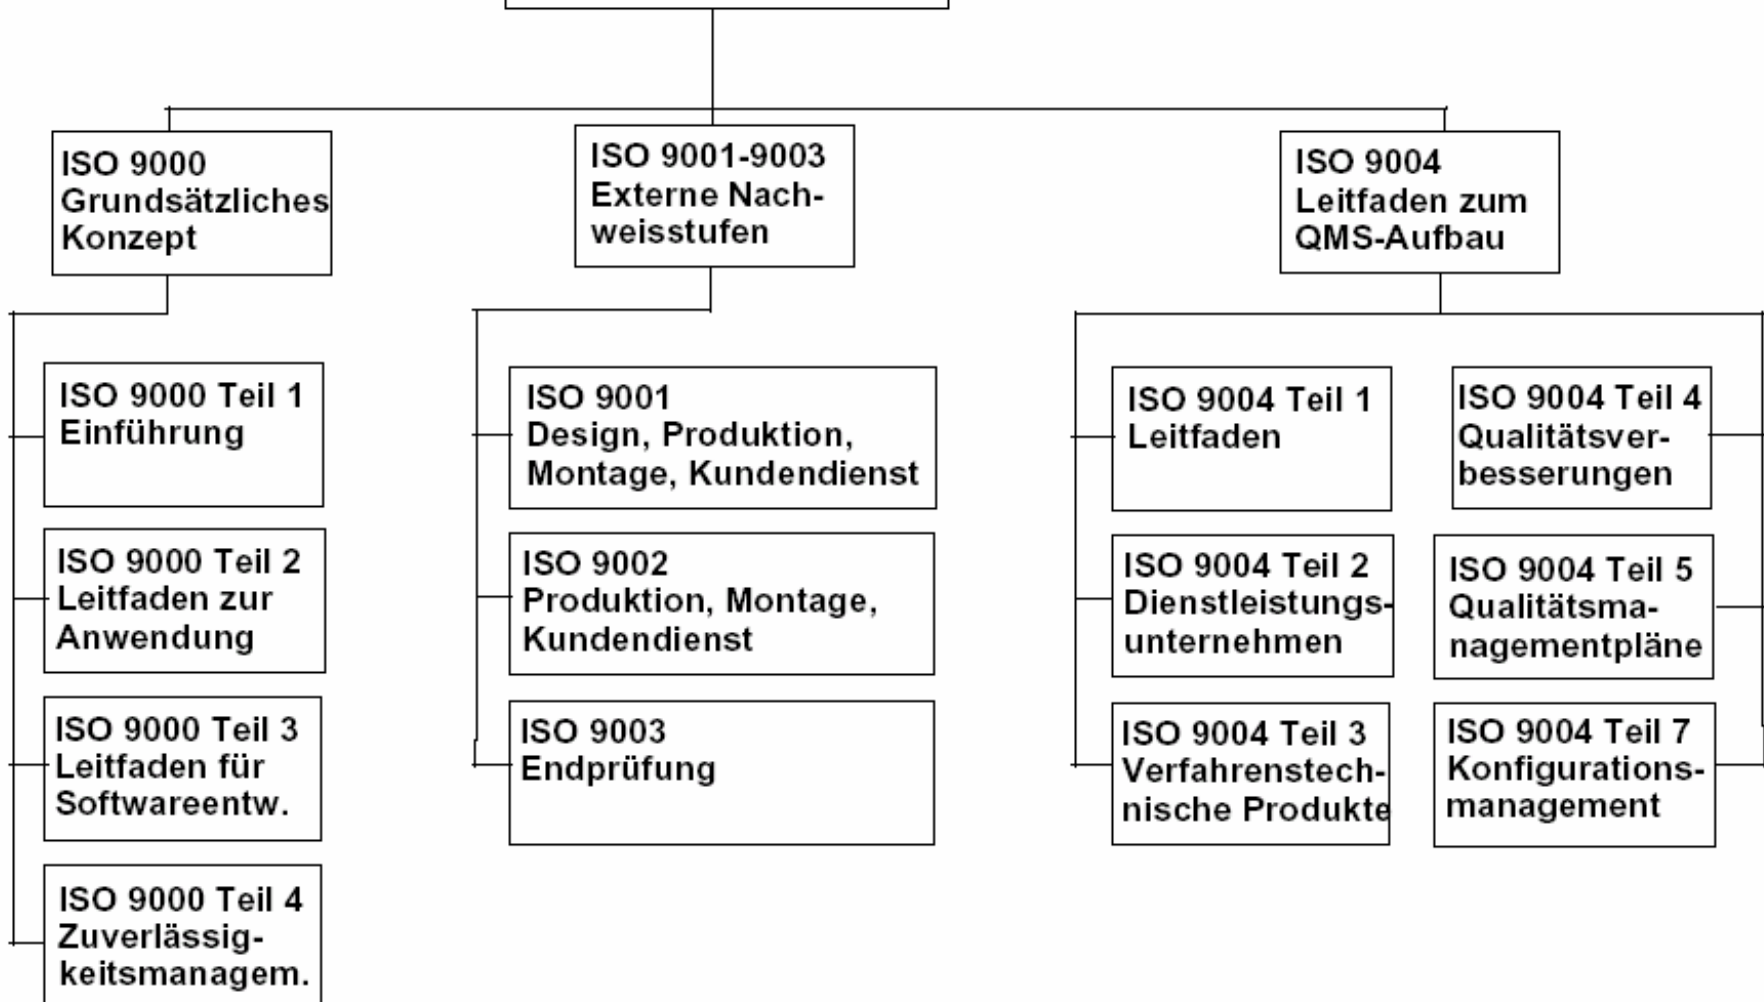 ISO 9000
Grundsätzliches
Konzept
ISO 9001-9003
Externe Nach-
weisstufen
ISO 9004
Leitfaden zum
QMS-Aufbau
ISO 9000 Teil 1
Einführung
ISO 9000 Teil 2
Leitfaden zur
Anwendung
ISO 9000 Teil 3
Leitfaden für
Softwareentw.
ISO 9000 Teil 4
Zuverlässig-
keitsmanagem.
ISO 9001
Design, Produktion,
Montage, Kundendienst
ISO 9002
Produktion, Montage,
Kundendienst
ISO 9003
Endprüfung
ISO 9004 Teil 1
Leitfaden
ISO 9004 Teil 2
Dienstleistungs-
unternehmen
ISO 9004 Teil 3
Verfahrenstech-
nische Produkte
ISO 9004 Teil 4
Qualitätsver-
besserungen
ISO 9004 Teil 5
Qualitätsma-
nagementpläne
ISO 9004 Teil 7
Konfigurations-
management